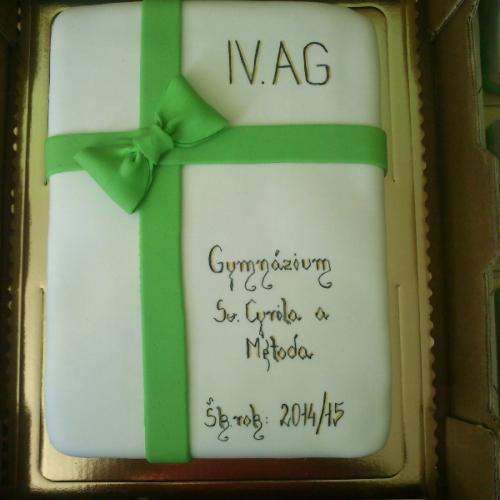 IV.AG
Gymnázium
Sv. Cyrila a
Metoda
Šk.rok: 2014/15